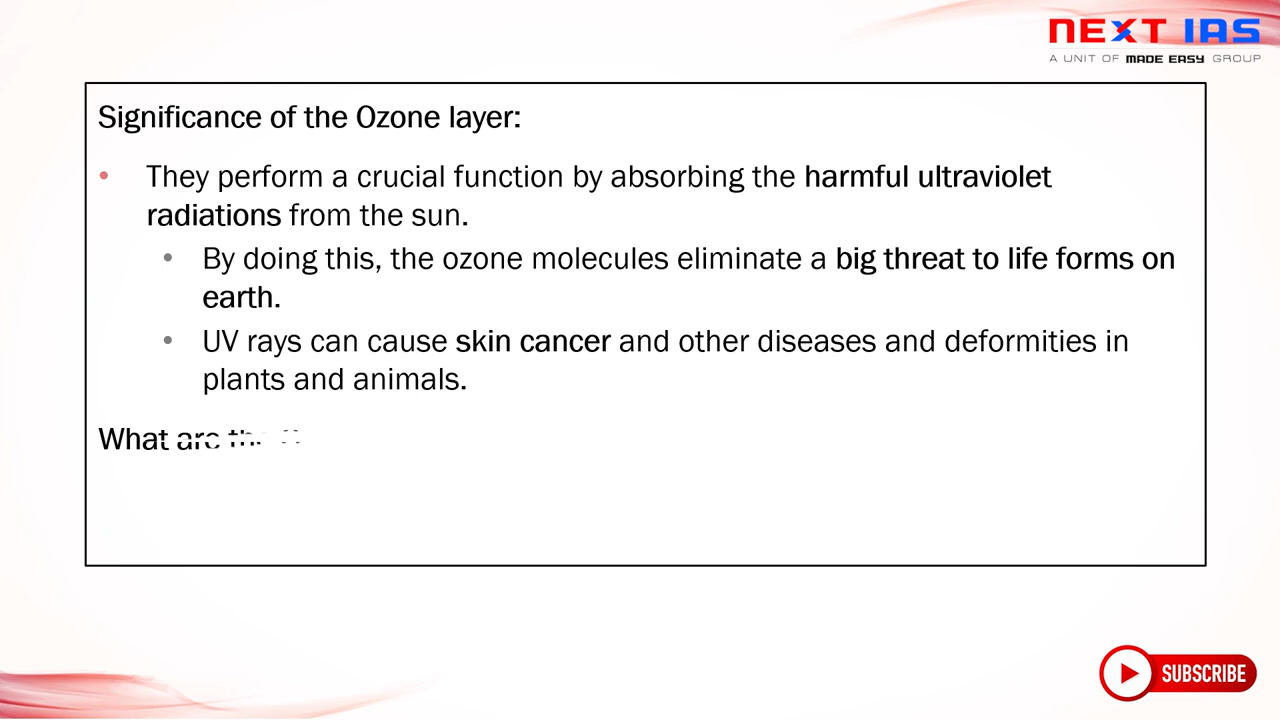 NEXT IAS
A UNIT OF MADE EASY GROUP
Significance of the Ozone layer:
• They perform a crucial function by absorbing the harmful ultraviolet
radiations from the sun.
• By doing this, the ozone molecules eliminate a big threat to life forms on
earth.
• UV rays can cause skin cancer and other diseases and deformities in
plants and animals.
What are
SUBSCRIBE